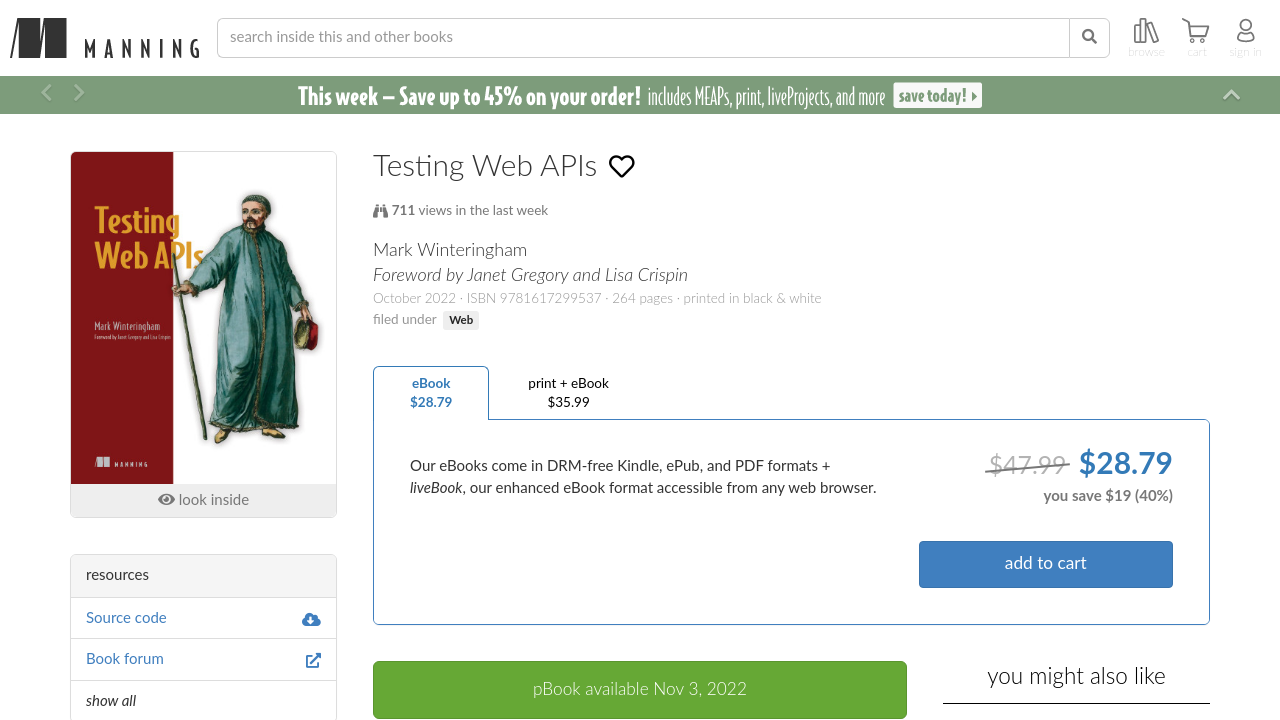 MANNING
search inside this and other books
browse
cart
sign in
This week – Save up to 45% on your order! includes MEAPs, print, liveProjects, and more save today!
Testing
Web APIs
Mark Winteringham
Foreword by Janet Gregory and Lisa Crispin
MANNING
look inside
resources
Source code
Book forum
show all
Testing Web APIs
711 views in the last week
Mark Winteringham
Foreword by Janet Gregory and Lisa Crispin
October 2022 · ISBN 9781617299537 · 264 pages · printed in black & white
filed under Web
eBook
$28.79
print + eBook
$35.99
Our eBooks come in DRM-free Kindle, ePub, and PDF formats +
liveBook, our enhanced eBook format accessible from any web browser.
$47.99 $28.79
you save $19 (40%)
add to cart
pBook available Nov 3, 2022
you might also like